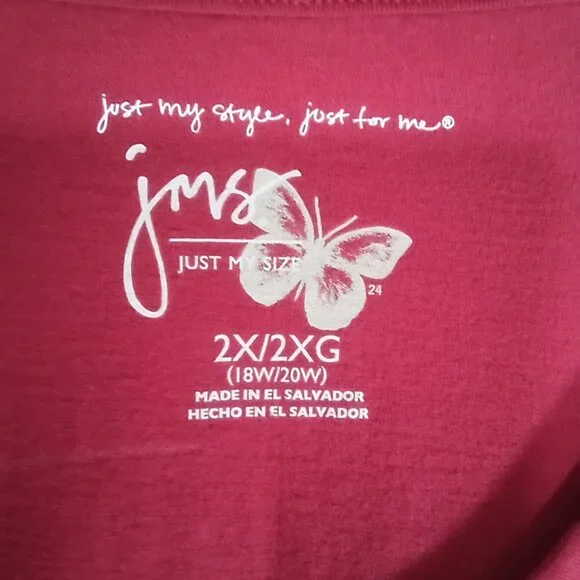 just my style, just for me®
jms
JUST MY SIZE
24
2X/2XG
(18W/20W)
MADE IN EL SALVADOR
HECHO EN EL SALVADOR